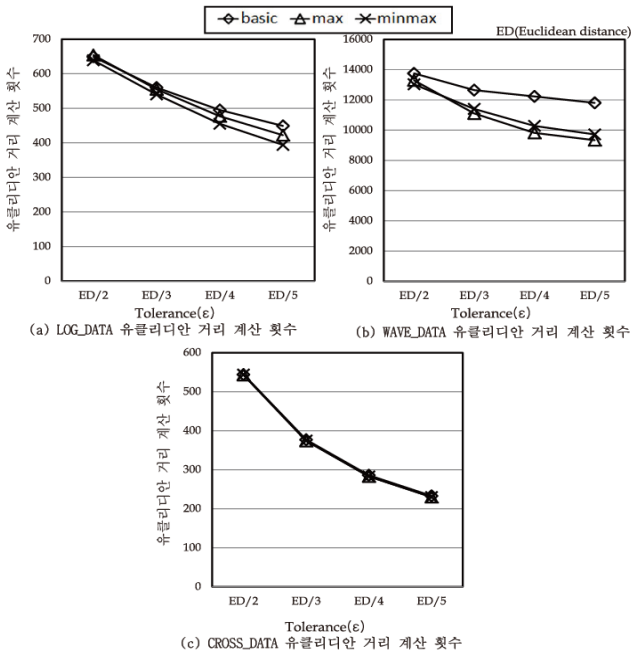 basic max minmax
ED(Euclidean distance)
유클리디안 거리 계산 횟수
700
600
500
400
300
200
100
0
ED/2 ED/3 ED/4 ED/5
Tolerance(ε)
(a) LOG_DATA 유클리디안 거리 계산 횟수
유클리디안 거리 계산 횟수
16000
14000
12000
10000
8000
6000
4000
2000
0
ED/2 ED/3 ED/4 ED/5
Tolerance(ε)
(b) WAVE_DATA 유클리디안 거리 계산 횟수
유클리디안 거리 계산 횟수
600
500
400
300
200
100
0
ED/2 ED/3 ED/4 ED/5
Tolerance(ε)
(c) CROSS_DATA 유클리디안 거리 계산 횟수